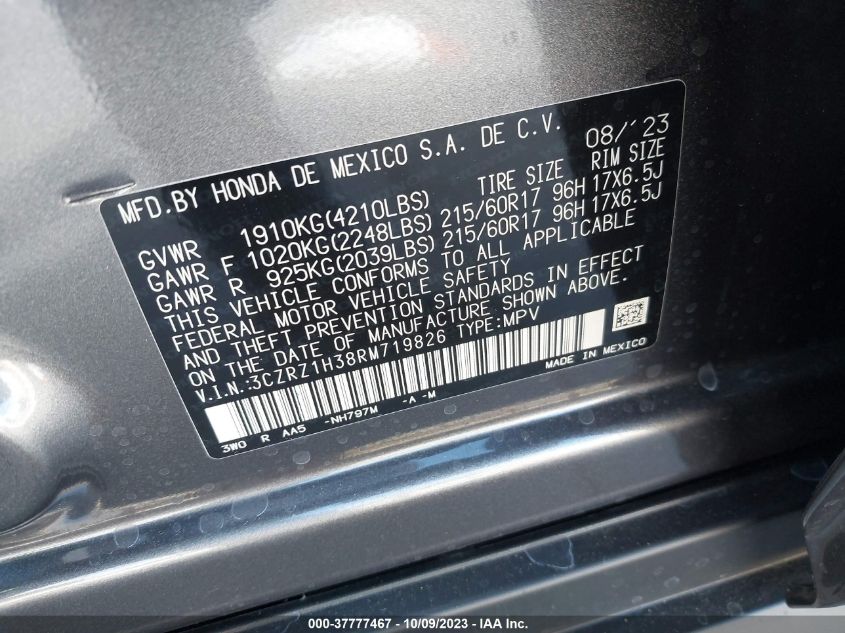 MFD.BY HONDA DE MEXICO S.A. DE C.V. 08/'23
TIRE SIZE RIM SIZE
GVWR 1910KG(4210LBS)
GAWR F 1020KG(2248LBS) 215/60R17 96H 17X6.5J
GAWR R 925KG(2039LBS) 215/60R17 96H 17X6.5J
THIS VEHICLE CONFORMS TO ALL APPLICABLE
FEDERAL MOTOR VEHICLE SAFETY
AND THEFT PREVENTION STANDARDS IN EFFECT
ON THE DATE OF MANUFACTURE SHOWN ABOVE.
V.I.N.:3CZRZ1H38RM719826 TYPE:MPV
MADE IN MEXICO
3W0 R AA5 -NH797M -A -M
000-37777467 - 10/09/2023 - IAA Inc.